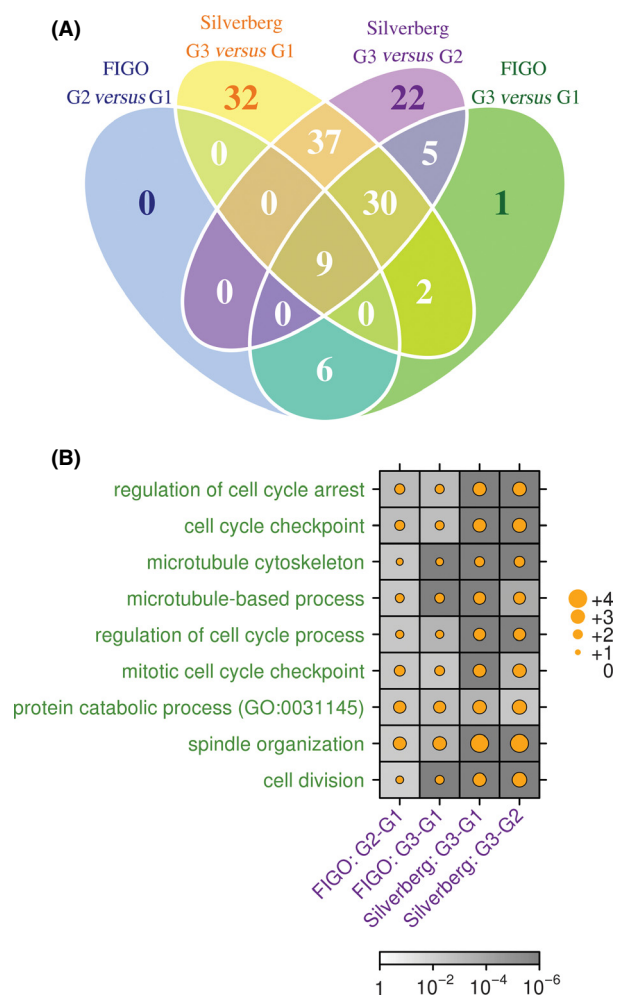 (A)
Silverberg
G3 versus G1
Silverberg
G3 versus G2
FIGO
G2 versus G1
FIGO
G3 versus G1
32
22
0
37
5
0
0
30
1
9
0
0
0
2
6
(B)
regulation of cell cycle arrest
cell cycle checkpoint
microtubule cytoskeleton
microtubule-based process
regulation of cell cycle process
mitotic cell cycle checkpoint
protein catabolic process (GO:0031145)
spindle organization
cell division
+4
+3
+2
+1
0
FIGO: G2-G1
FIGO: G3-G1
Silverberg: G3-G1
Silverberg: G3-G2
1 10⁻² 10⁻⁴ 10⁻⁶